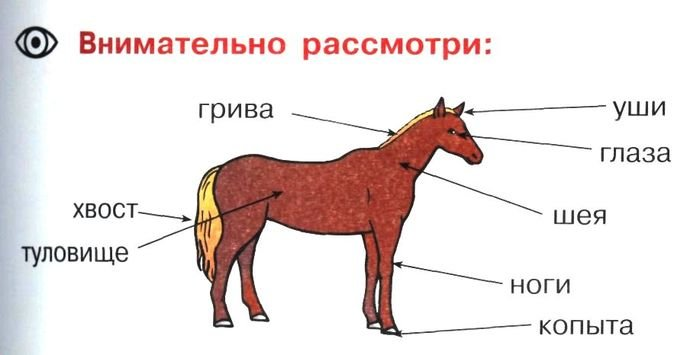 Внимательно рассмотри:
грива
уши
глаза
хвост
шея
туловище
ноги
копыта